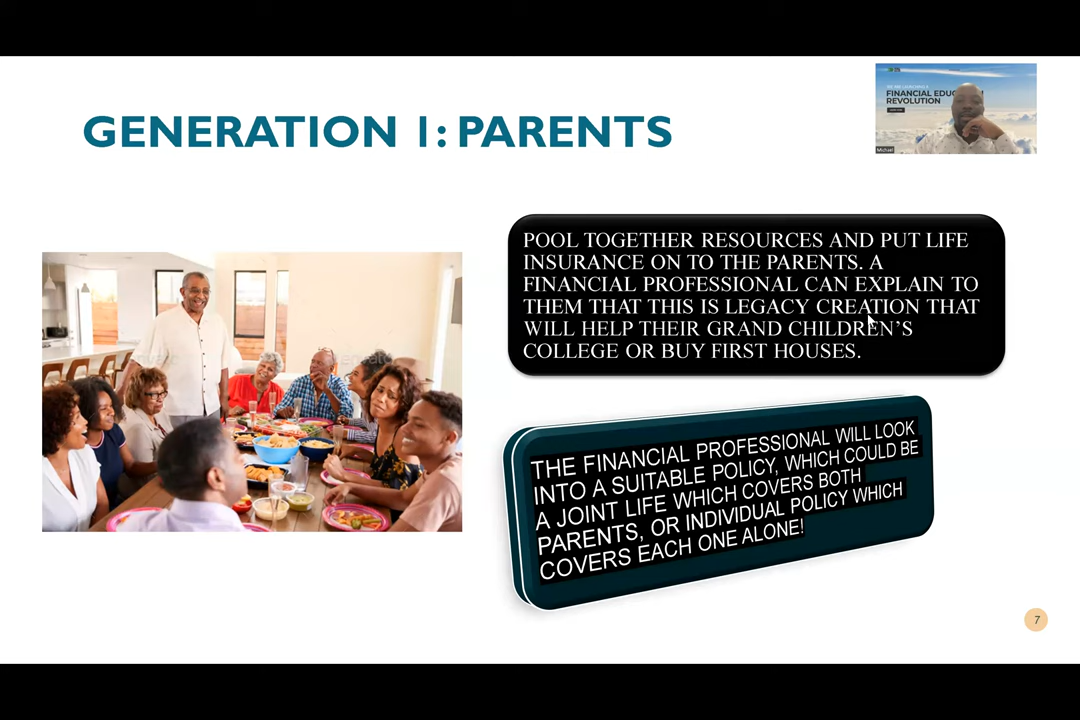 GENERATION 1: PARENTS
FINANCIAL EDUCATION
REVOLUTION
Michael
POOL TOGETHER RESOURCES AND PUT LIFE
INSURANCE ON TO THE PARENTS. A
FINANCIAL PROFESSIONAL CAN EXPLAIN TO
THEM THAT THIS IS LEGACY CREATION THAT
WILL HELP THEIR GRAND CHILDREN'S
COLLEGE OR BUY FIRST HOUSES.
THE FINANCIAL PROFESSIONAL WILL LOOK
INTO A SUITABLE POLICY, WHICH COULD BE
A JOINT LIFE WHICH COVERS BOTH
PARENTS, OR INDIVIDUAL POLICY WHICH
COVERS EACH ONE ALONE!
7